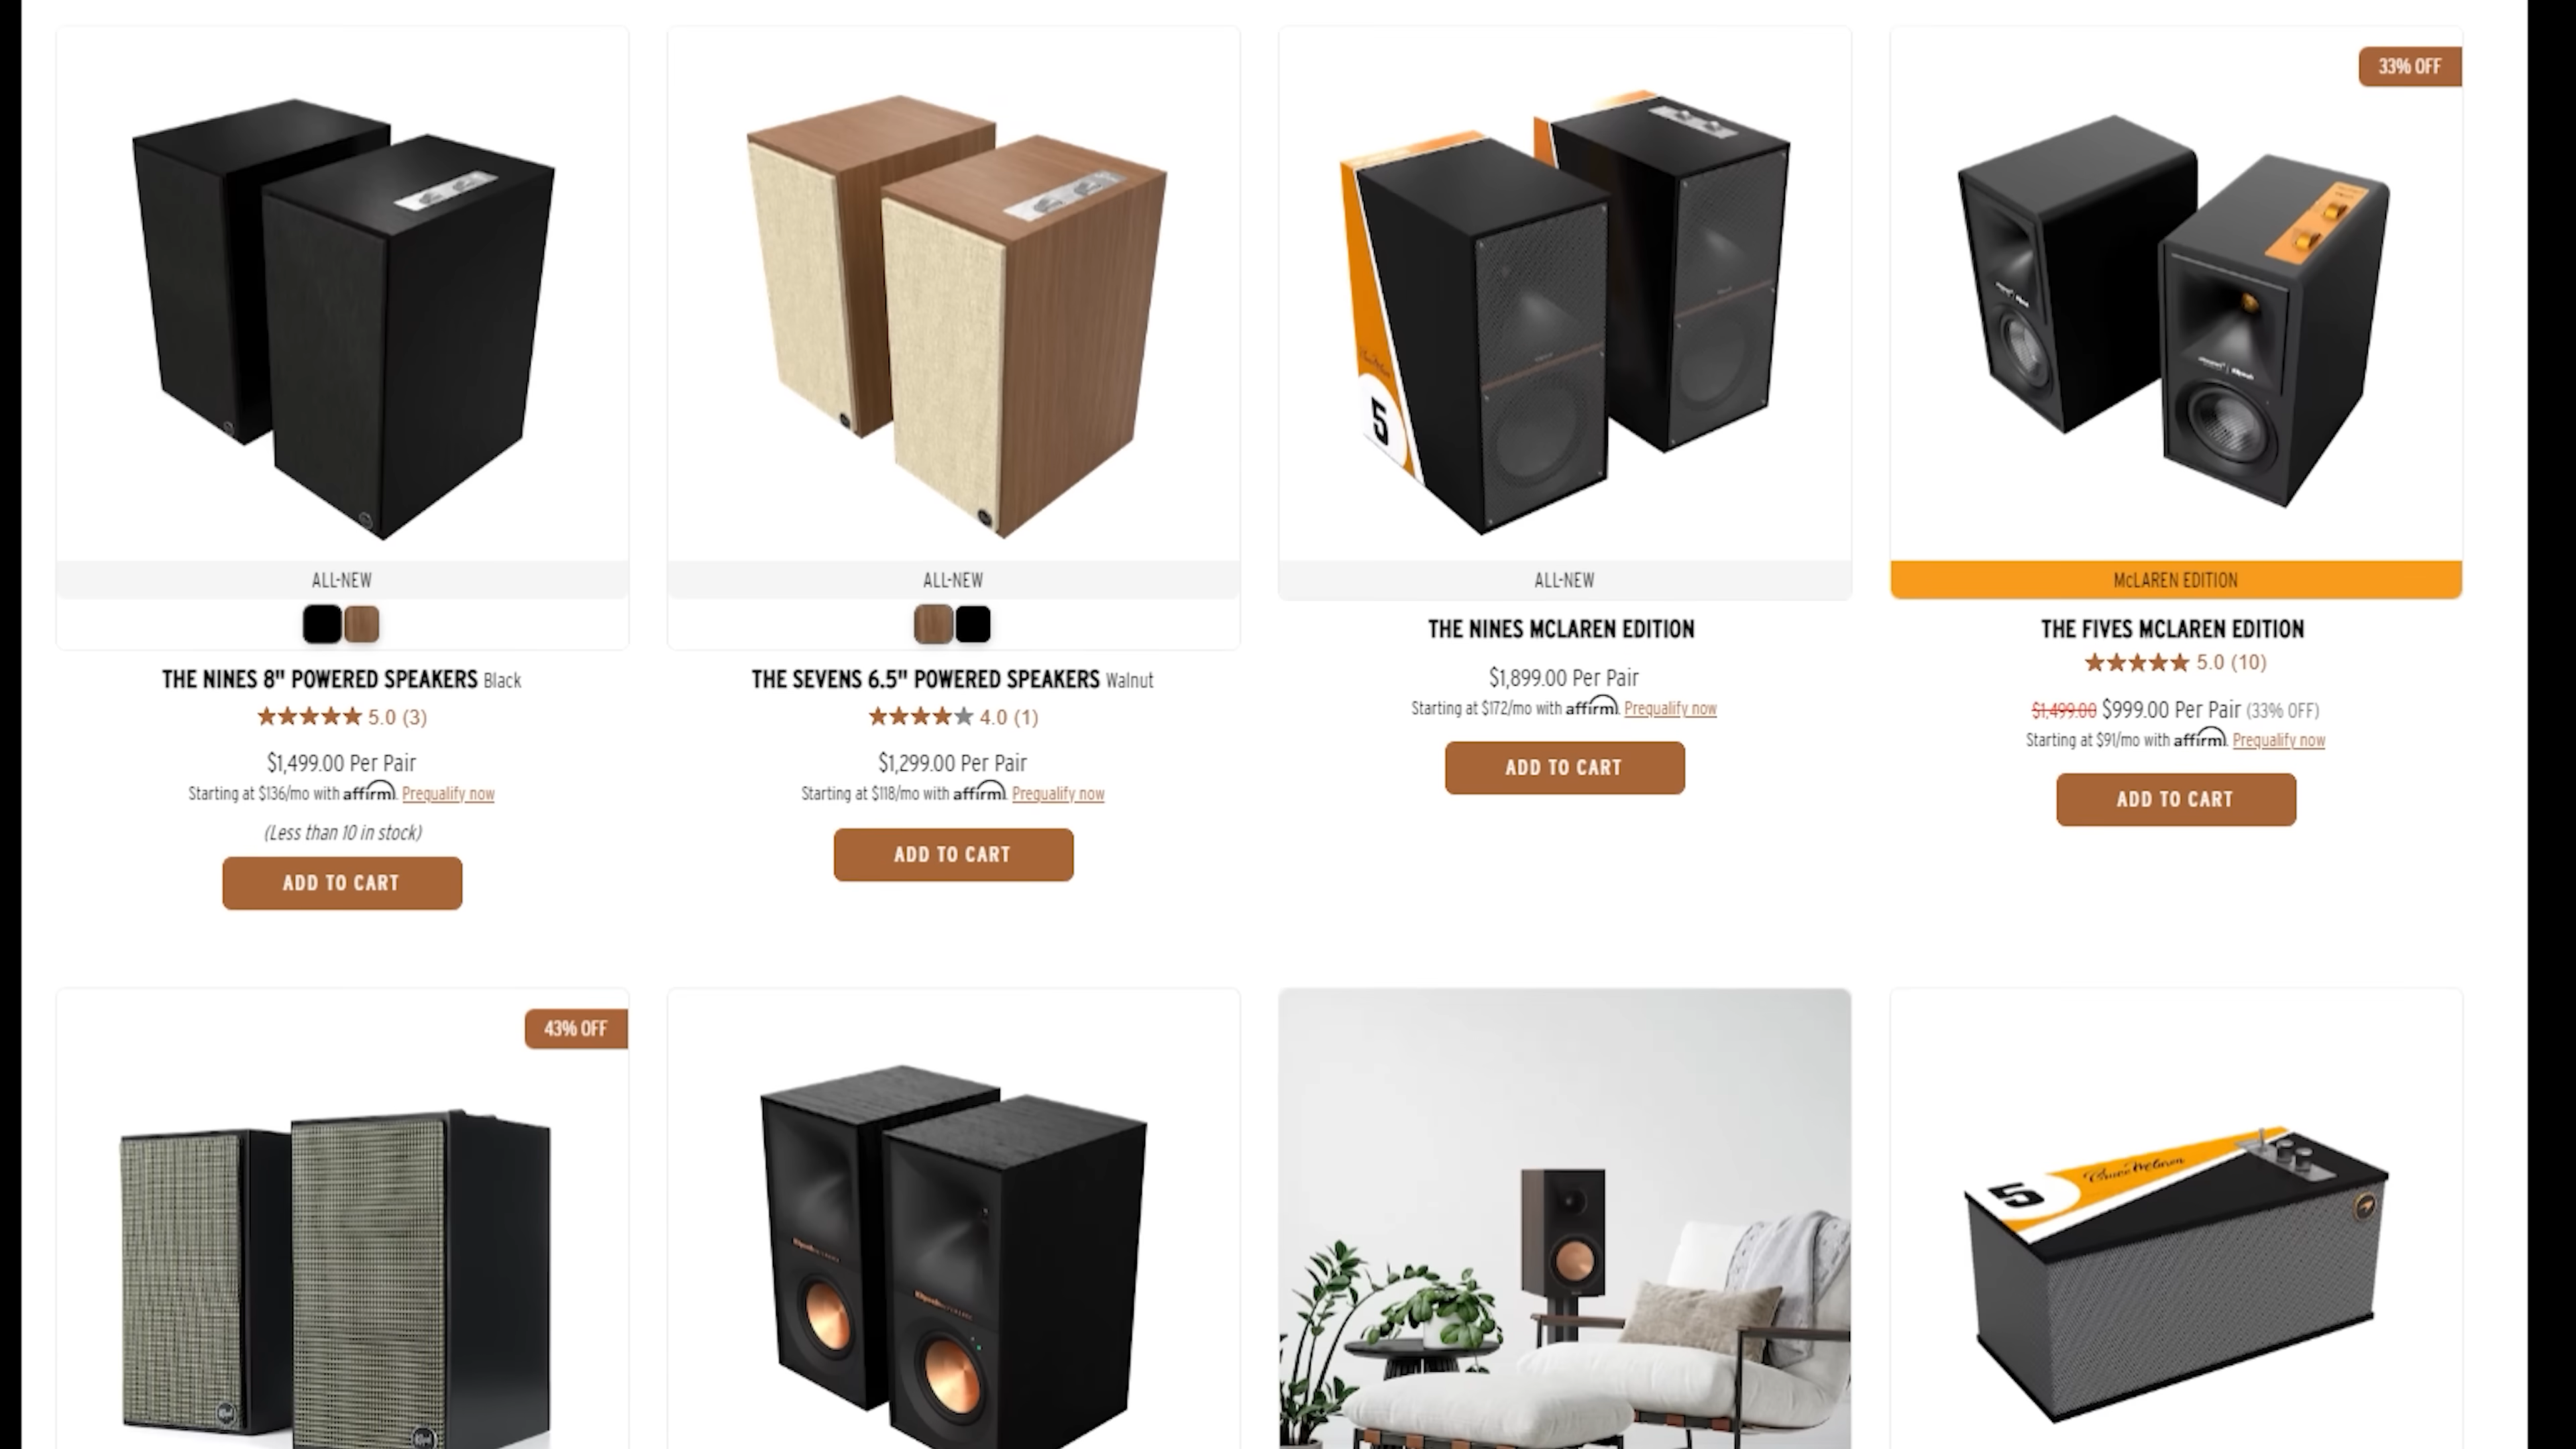 33% OFF
5
ALL-NEW
ALL-NEW
ALL-NEW
McLAREN EDITION
THE NINES 8" POWERED SPEAKERS Black
5.0 (3)
$1,499.00 Per Pair
Starting at $136/mo with affirm. Prequalify now
(Less than 10 in stock)
ADD TO CART
THE SEVENS 6.5" POWERED SPEAKERS Walnut
4.0 (1)
$1,299.00 Per Pair
Starting at $118/mo with affirm. Prequalify now
ADD TO CART
THE NINES MCLAREN EDITION
$1,899.00 Per Pair
Starting at $172/mo with affirm. Prequalify now
ADD TO CART
THE FIVES MCLAREN EDITION
5.0 (10)
$1,499.00 $999.00 Per Pair (33% OFF)
Starting at $91/mo with affirm. Prequalify now
ADD TO CART
43% OFF
5
Bruce McLaren